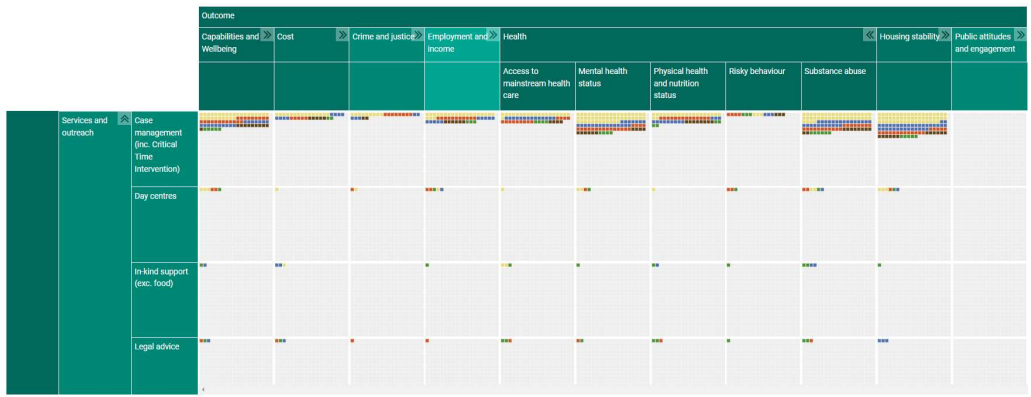 Outcome
Capabilities and
Wellbeing
Cost
Crime and justice
Employment and
income
Health
Housing stability
Public attitudes
and engagement
Access to
mainstream health
care
Mental health
status
Physical health
and nutrition
status
Risky behaviour
Substance abuse
Services and
outreach
Case
management
(inc. Critical
Time
Intervention)
Day centres
In-kind support
(exc. food)
Legal advice